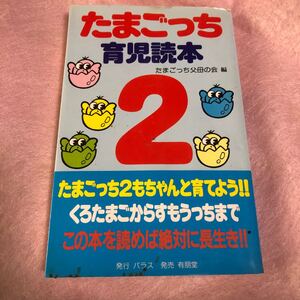 たまごっち
育児読本
たまごっち父母の会 編
2
たまごっち2もちゃんと育てよう!!
くろたまごからすもうっちまで
この本を読めば絶対に長生き!!
発行 パラス 発売 有朋堂